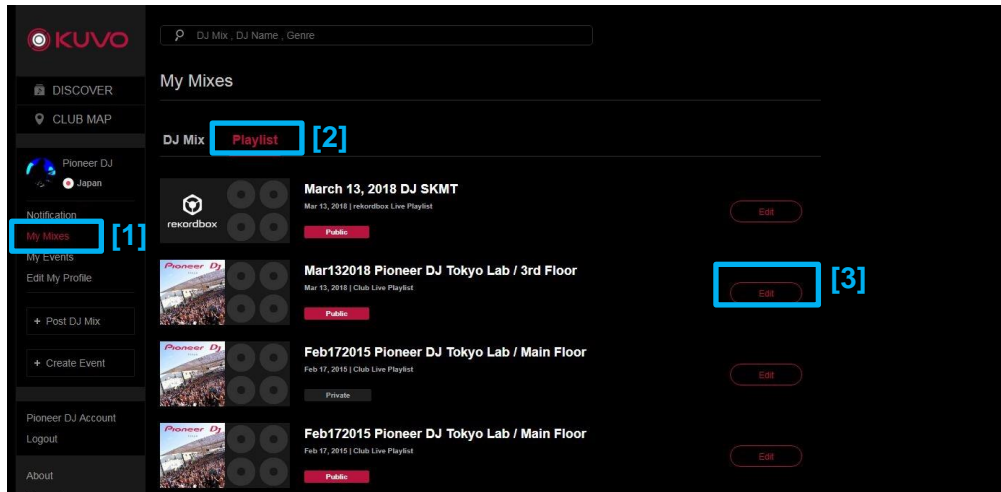 KUVO
DJ Mix , DJ Name , Genre
DISCOVER
CLUB MAP
Pioneer DJ
Japan
Notification
My Mixes
[1]
My Events
Edit My Profile
+ Post DJ Mix
+ Create Event
Pioneer DJ Account
Logout
About
My Mixes
DJ Mix
Playlist
[2]
rekordbox
March 13, 2018 DJ SKMT
Mar 13, 2018 | rekordbox Live Playlist
Public
Edit
Pioneer Dj
Mar132018 Pioneer DJ Tokyo Lab / 3rd Floor
Mar 13, 2018 | Club Live Playlist
Public
Edit
[3]
Pioneer Dj
Feb172015 Pioneer DJ Tokyo Lab / Main Floor
Feb 17, 2015 | Club Live Playlist
Private
Edit
Pioneer Dj
Feb172015 Pioneer DJ Tokyo Lab / Main Floor
Feb 17, 2015 | Club Live Playlist
Public
Edit